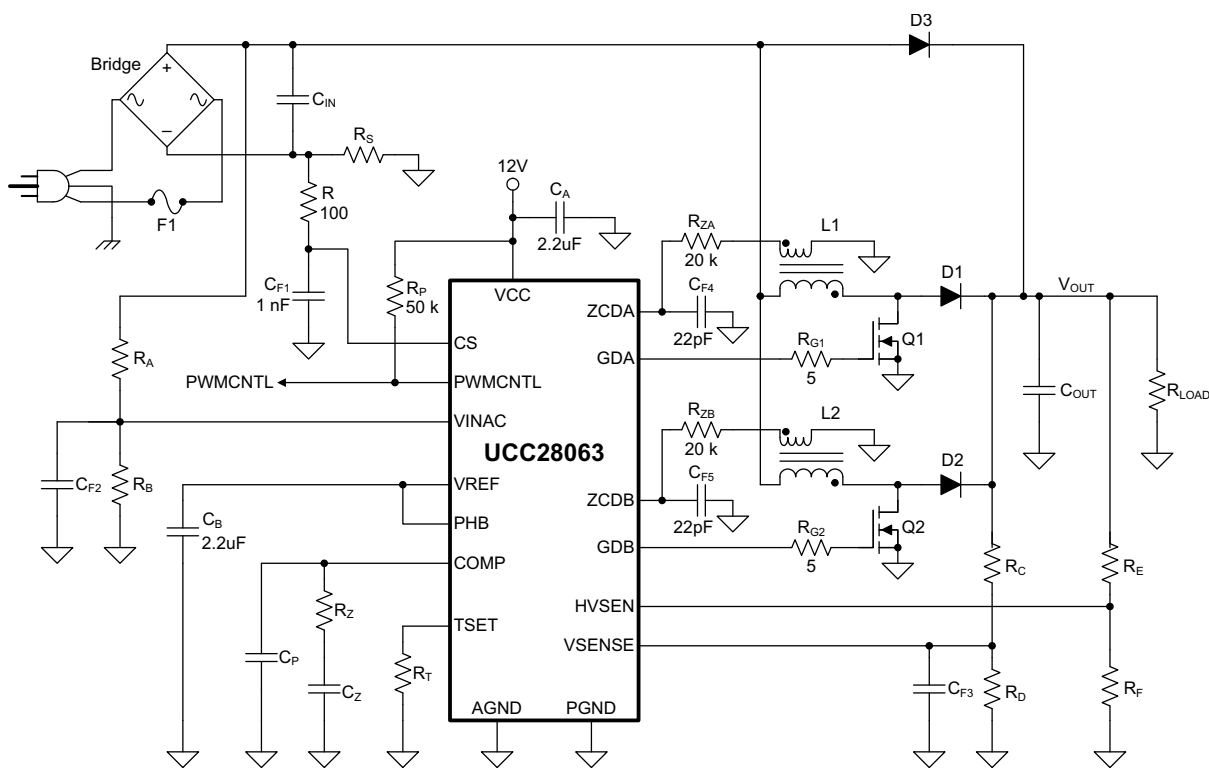 D3
Bridge
+
–
C_IN
R_S
F1
R
100
12V
C_A
2.2uF
R_ZA
20 k
L1
C_F1
1 nF
R_P
50 k
VCC
ZCDA
C_F4
22pF
D1
V_OUT
R_A
CS
GDA
R_G1
5
Q1
PWMCNTL
PWMCNTL
C_OUT
R_LOAD
VINAC
R_ZB
20 k
L2
UCC28063
C_F2
R_B
VREF
ZCDB
C_F5
22pF
D2
C_B
2.2uF
PHB
GDB
R_G2
5
Q2
COMP
R_C
R_E
R_Z
HVSEN
TSET
VSENSE
C_P
C_Z
R_T
C_F3
R_D
R_F
AGND
PGND